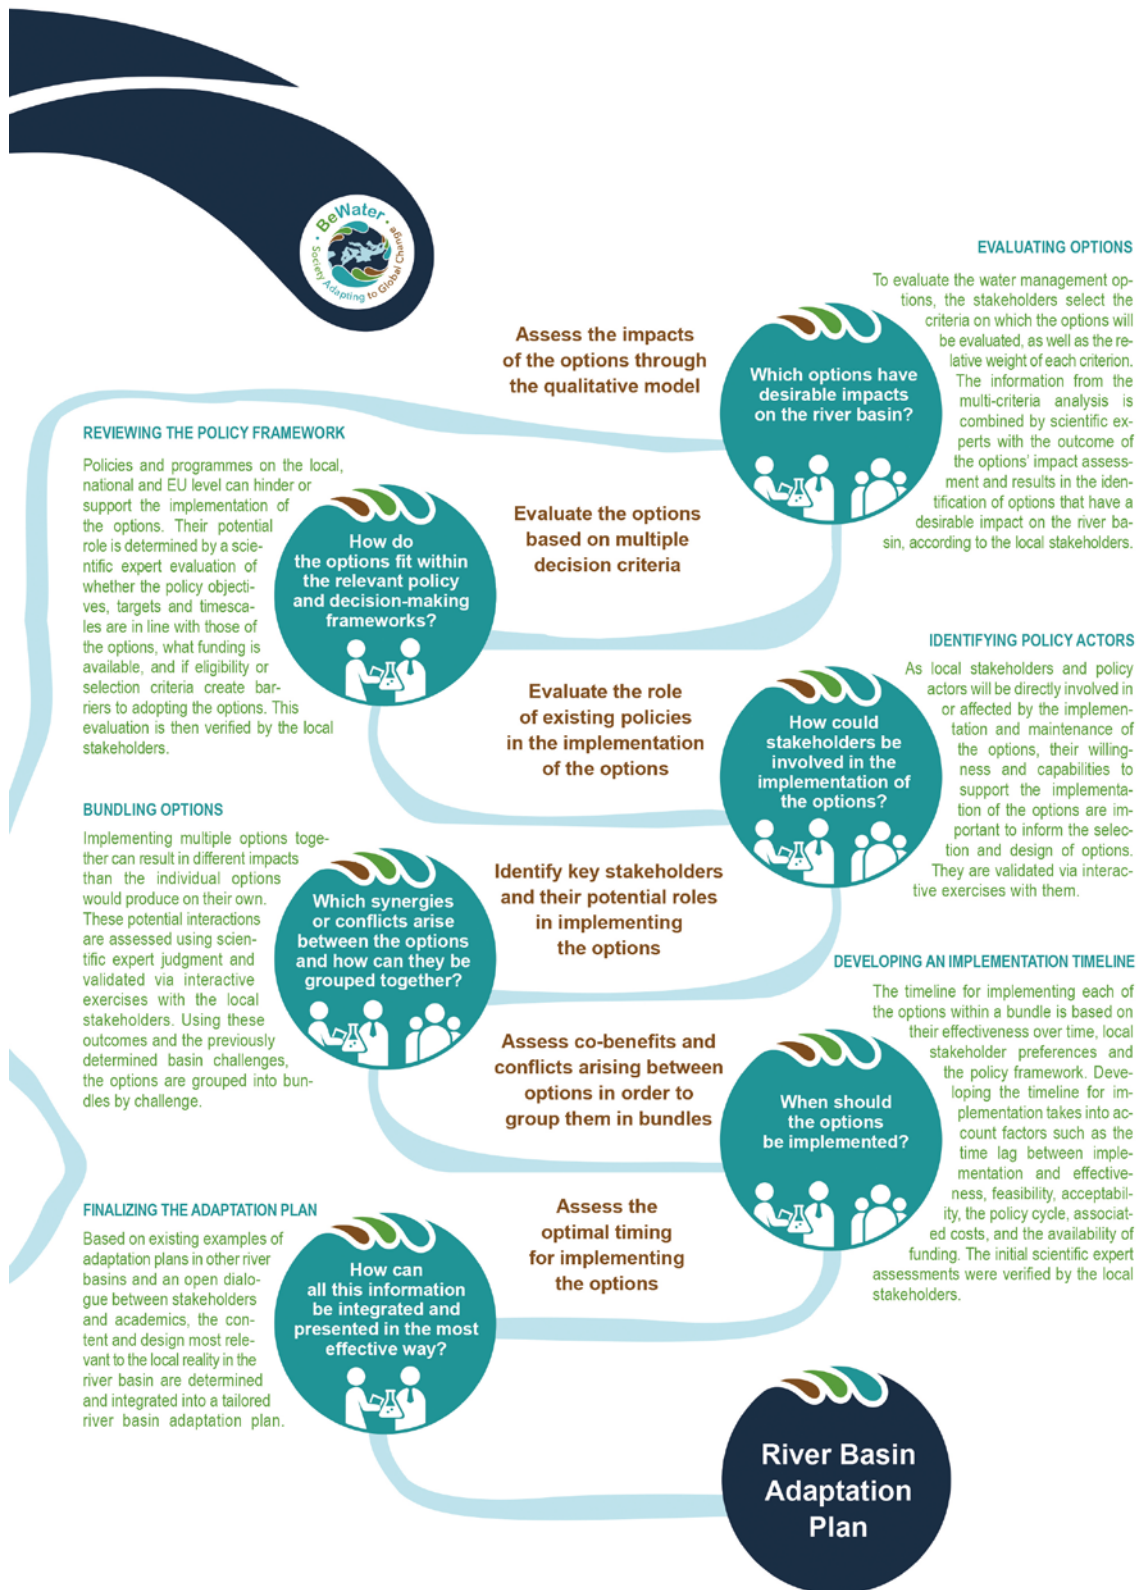 BeWater
Society Adapting to Global Change
EVALUATING OPTIONS
To evaluate the water management op-
tions, the stakeholders select the
criteria on which the options will
be evaluated, as well as the re-
lative weight of each criterion.
The information from the
multi-criteria analysis is
combined by scientific ex-
perts with the outcome of
the options' impact assess-
ment and results in the iden-
tification of options that have a
desirable impact on the river ba-
sin, according to the local stakeholders.
Assess the impacts
of the options through
the qualitative model
Which options have
desirable impacts
on the river basin?
REVIEWING THE POLICY FRAMEWORK
Policies and programmes on the local,
national and EU level can hinder or
support the implementation of
the options. Their potential
role is determined by a scie-
ntific expert evaluation of
whether the policy objecti-
ves, targets and timesca-
les are in line with those of
the options, what funding is
available, and if eligibility or
selection criteria create bar-
riers to adopting the options. This
evaluation is then verified by the local
stakeholders.
How do
the options fit within
the relevant policy
and decision-making
frameworks?
Evaluate the options
based on multiple
decision criteria
IDENTIFYING POLICY ACTORS
As local stakeholders and policy
actors will be directly involved in
or affected by the implemen-
tation and maintenance of
the options, their willing-
ness and capabilities to
support the implementa-
tion of the options are im-
portant to inform the selec-
tion and design of options.
They are validated via interac-
tive exercises with them.
Evaluate the role
of existing policies
in the implementation
of the options
How could
stakeholders be
involved in the
implementation of
the options?
BUNDLING OPTIONS
Implementing multiple options toge-
ther can result in different impacts
than the individual options
would produce on their own.
These potential interactions
are assessed using scien-
tific expert judgment and
validated via interactive
exercises with the local
stakeholders. Using these
outcomes and the previously
determined basin challenges,
the options are grouped into bun-
dles by challenge.
Which synergies
or conflicts arise
between the options
and how can they be
grouped together?
Identify key stakeholders
and their potential roles
in implementing
the options
DEVELOPING AN IMPLEMENTATION TIMELINE
The timeline for implementing each of
the options within a bundle is based on
their effectiveness over time, local
stakeholder preferences and
the policy framework. Deve-
loping the timeline for im-
plementation takes into ac-
count factors such as the
time lag between imple-
mentation and effective-
ness, feasibility, acceptabil-
ity, the policy cycle, associat-
ed costs, and the availability of
funding. The initial scientific expert
assessments were verified by the local
stakeholders.
Assess co-benefits and
conflicts arising between
options in order to
group them in bundles
When should
the options
be implemented?
FINALIZING THE ADAPTATION PLAN
Based on existing examples of
adaptation plans in other river
basins and an open dialo-
gue between stakeholders
and academics, the con-
tent and design most rele-
vant to the local reality in the
river basin are determined
and integrated into a tailored
river basin adaptation plan.
How can
all this information
be integrated and
presented in the most
effective way?
Assess the
optimal timing
for implementing
the options
River Basin
Adaptation
Plan